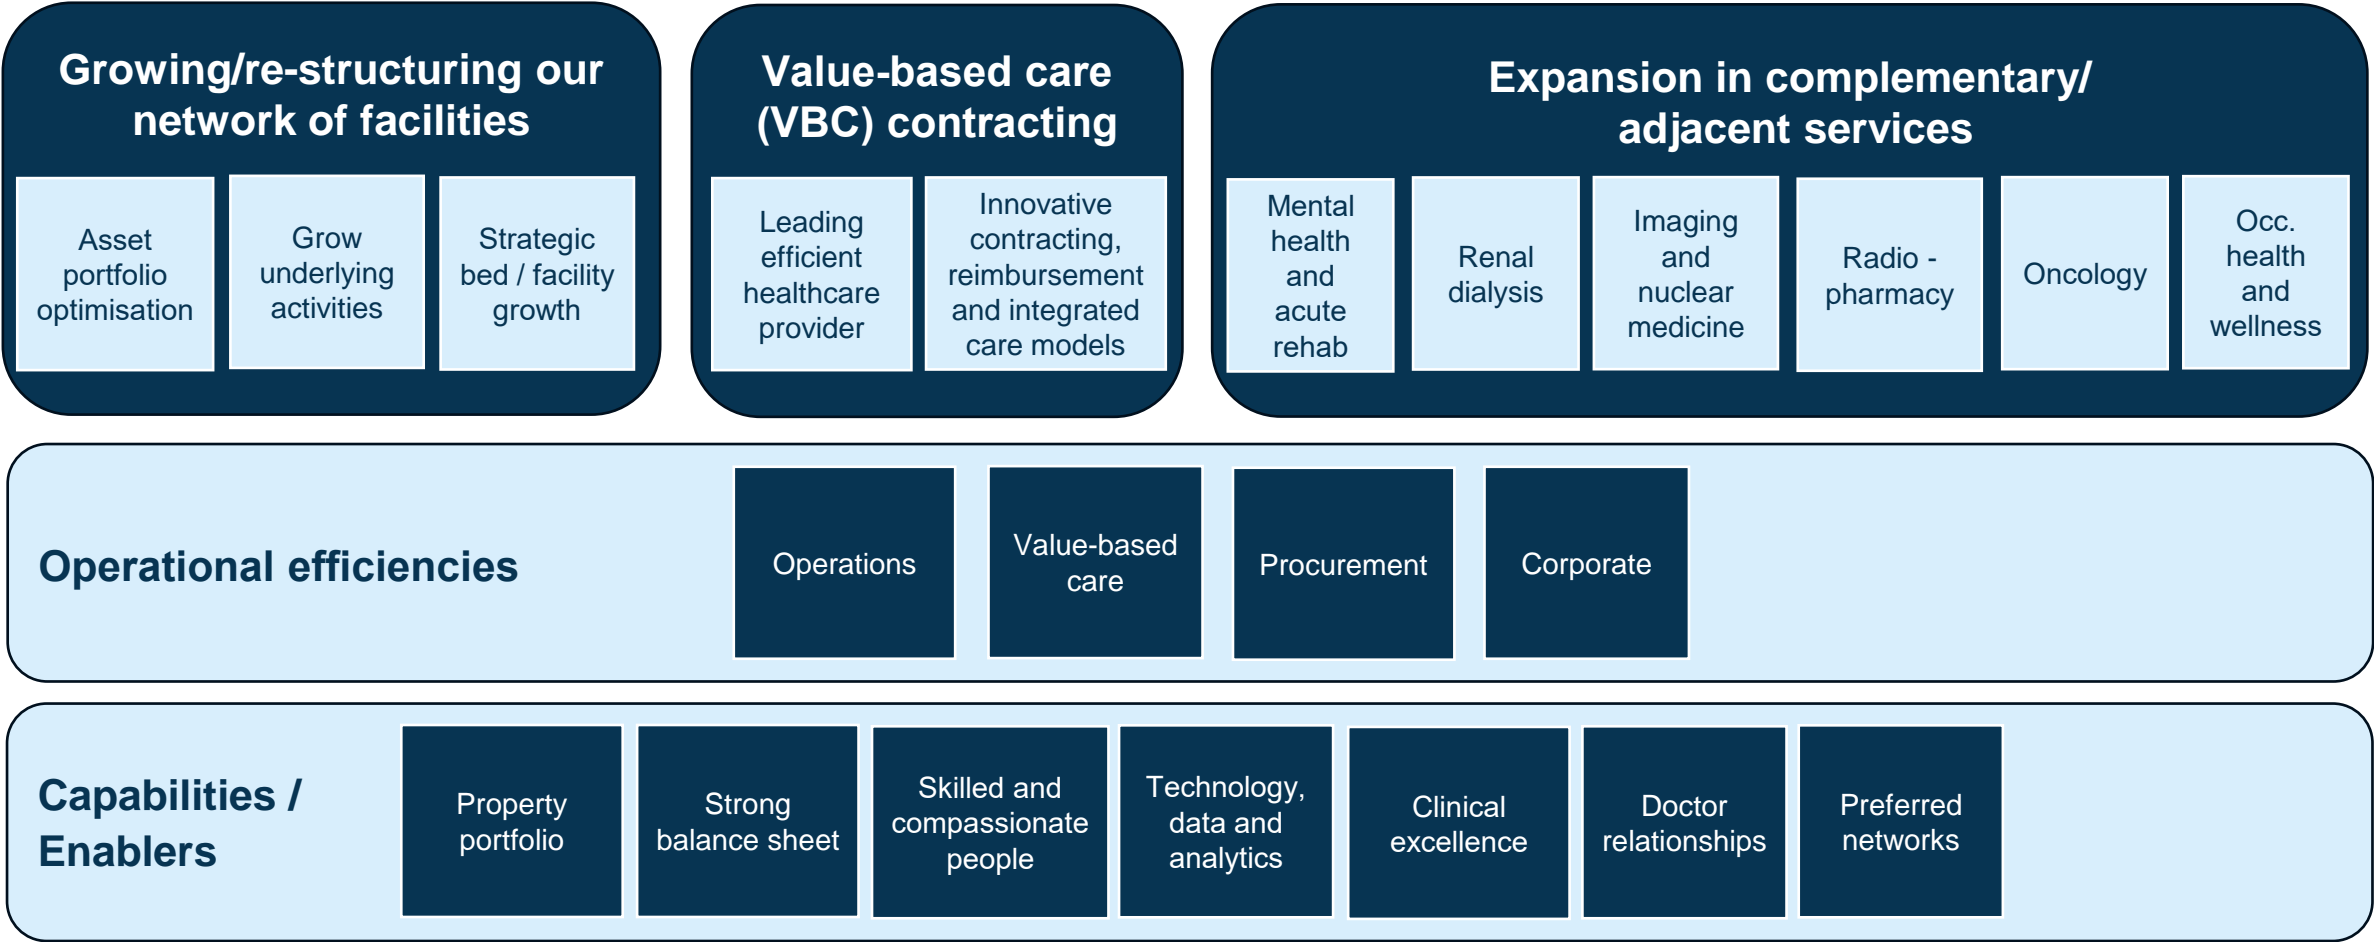 Growing/re-structuring our
network of facilities
Asset
portfolio
optimisation
Grow
underlying
activities
Strategic
bed / facility
growth
Value-based care
(VBC) contracting
Leading
efficient
healthcare
provider
Innovative
contracting,
reimbursement
and integrated
care models
Expansion in complementary/
adjacent services
Mental
health
and
acute
rehab
Renal
dialysis
Imaging
and
nuclear
medicine
Radio -
pharmacy
Oncology
Occ.
health
and
wellness
Operational efficiencies
Operations
Value-based
care
Procurement
Corporate
Capabilities /
Enablers
Property
portfolio
Strong
balance sheet
Skilled and
compassionate
people
Technology,
data and
analytics
Clinical
excellence
Doctor
relationships
Preferred
networks